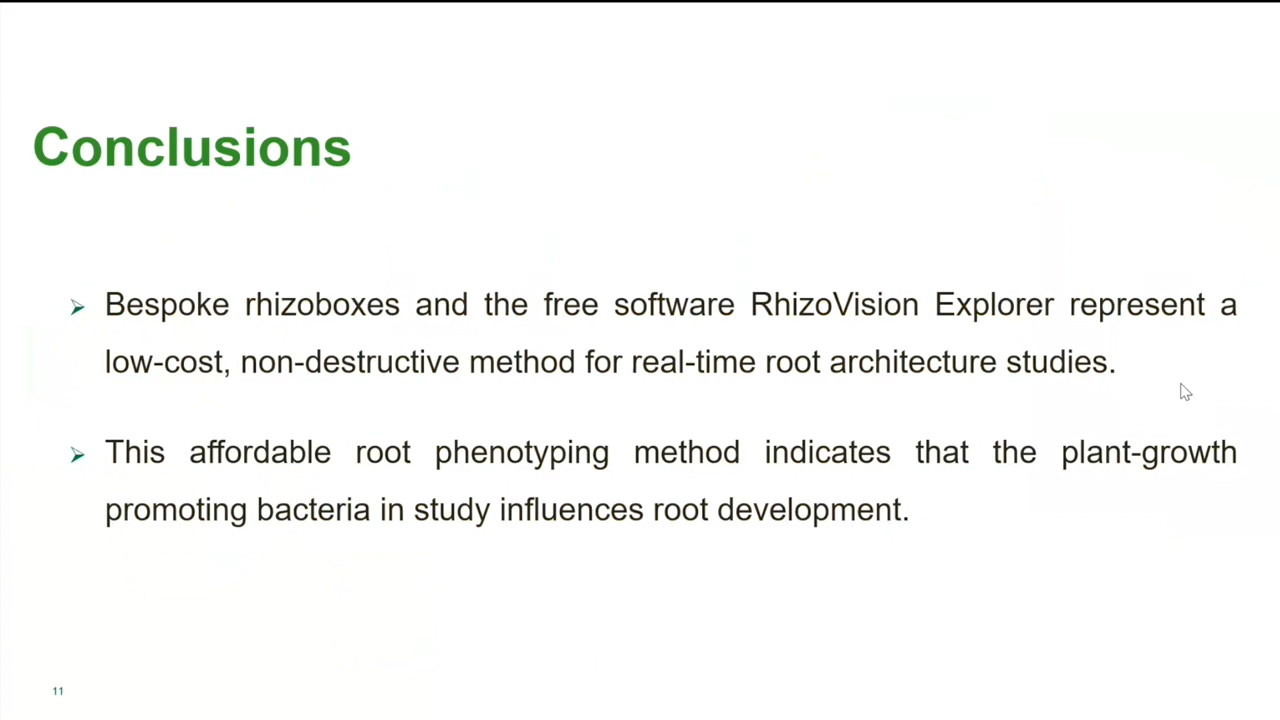 Conclusions
Bespoke rhizoboxes and the free software RhizoVision Explorer represent a
low-cost, non-destructive method for real-time root architecture studies.
This affordable root phenotyping method indicates that the plant-growth
promoting bacteria in study influences root development.
11